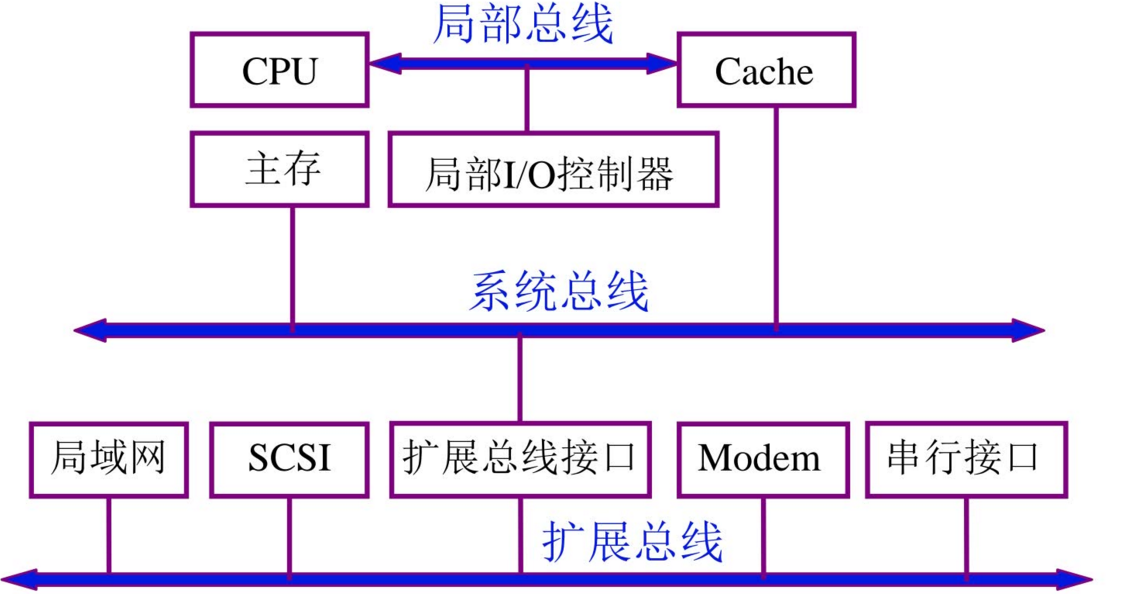 局部总线
CPU
Cache
主存
局部I/O控制器
系统总线
局域网
SCSI
扩展总线接口
Modem
串行接口
扩展总线